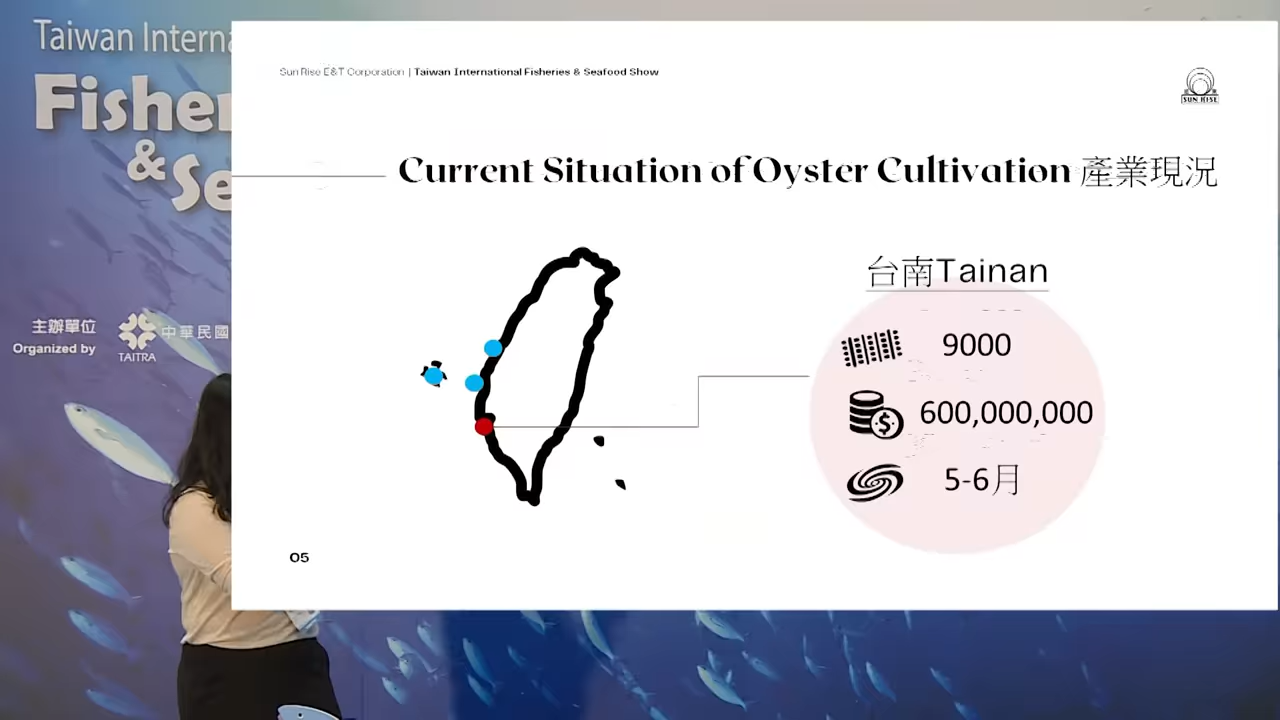 Taiwan Interna
Fisher
& Se
主辦單位
Organized by
TAITRA
中華民國
Sun Rise E&T Corporation | Taiwan International Fisheries & Seafood Show
SUN RISE
Current Situation of Oyster Cultivation 產業現況
台南Tainan
9000
$
600,000,000
5-6月
05